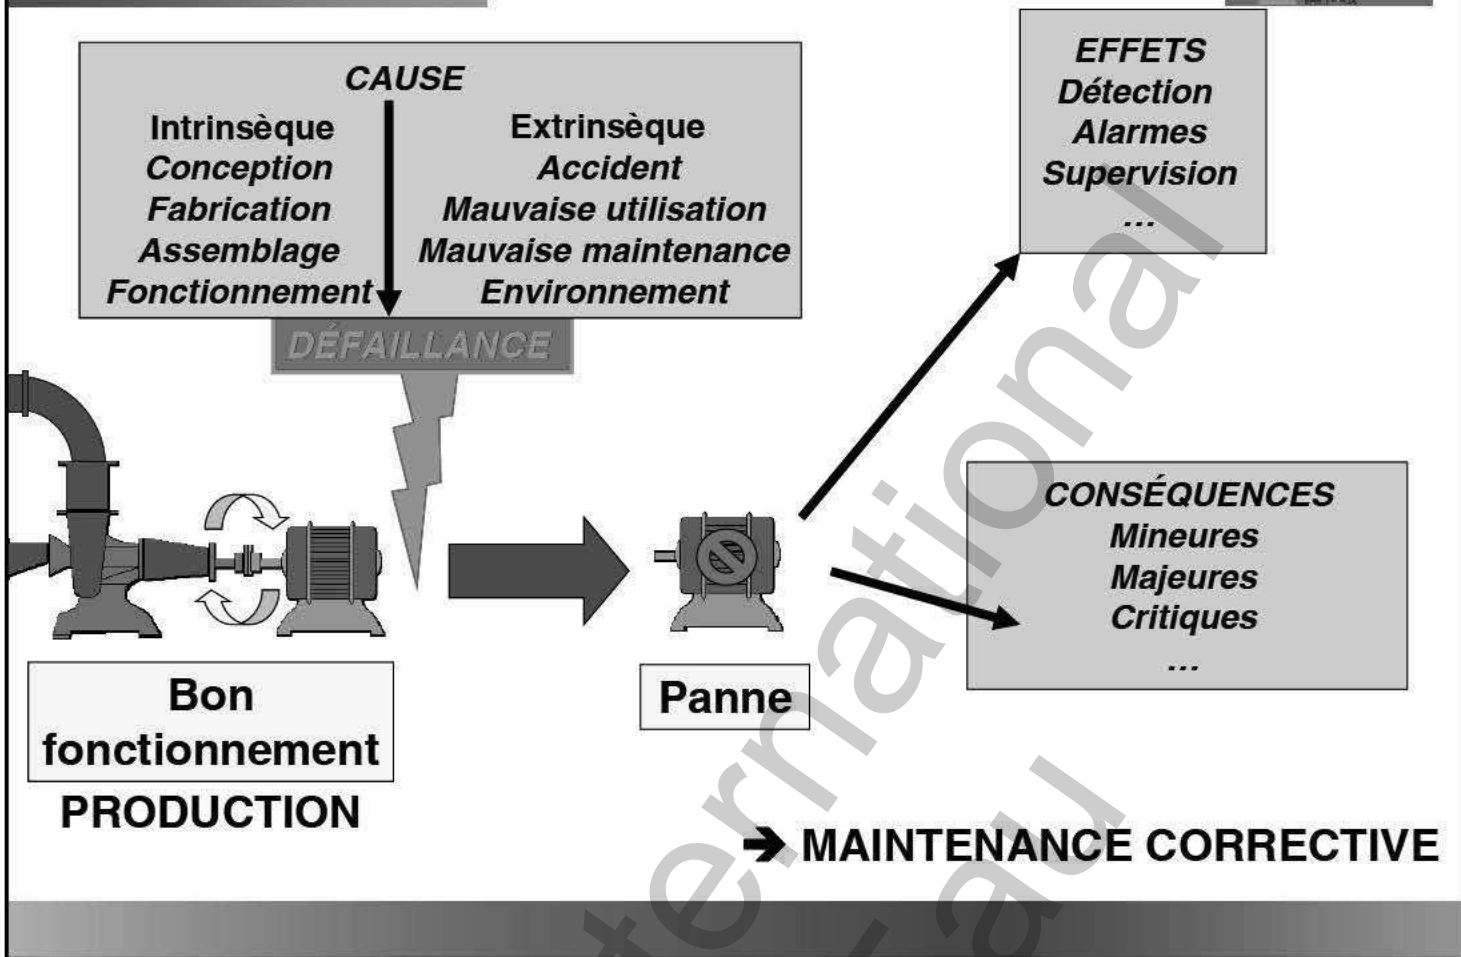 CAUSE
Intrinsèque
Conception
Fabrication
Assemblage
Fonctionnement
Extrinsèque
Accident
Mauvaise utilisation
Mauvaise maintenance
Environnement
DÉFAILLANCE
EFFETS
Détection
Alarmes
Supervision
...
CONSÉQUENCES
Mineures
Majeures
Critiques
...
Bon
fonctionnement
PRODUCTION
Panne
➔ MAINTENANCE CORRECTIVE